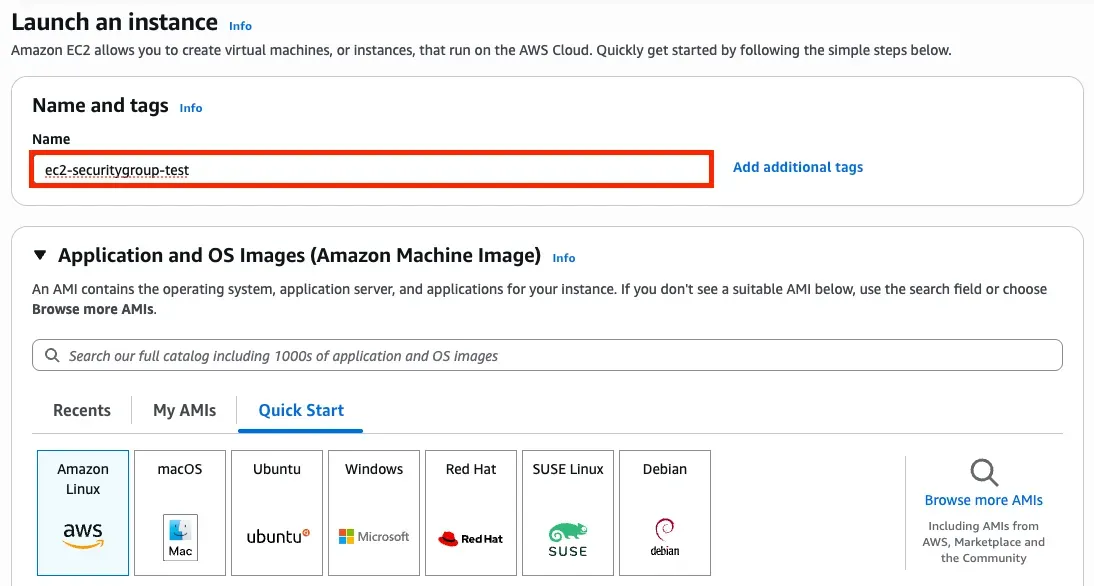 Launch an instance Info
Amazon EC2 allows you to create virtual machines, or instances, that run on the AWS Cloud. Quickly get started by following the simple steps below.
Name and tags Info
Name
ec2-securitygroup-test
Add additional tags
Application and OS Images (Amazon Machine Image) Info
An AMI contains the operating system, application server, and applications for your instance. If you don't see a suitable AMI below, use the search field or choose
Browse more AMIs.
Search our full catalog including 1000s of application and OS images
Recents
My AMIs
Quick Start
Amazon
Linux
aws
macOS
Mac
Ubuntu
ubuntu
Windows
Microsoft
Red Hat
Red Hat
SUSE Linux
SUSE
Debian
debian
Browse more AMIs
Including AMIs from
AWS, Marketplace and
the Community